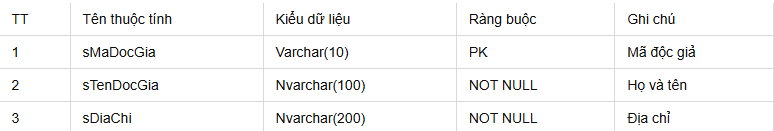 TT Tên thuộc tính Kiểu dữ liệu Ràng buộc Ghi chú
1 sMaDocGia Varchar(10) PK Mã độc giả
2 sTenDocGia Nvarchar(100) NOT NULL Họ và tên
3 sDiaChi Nvarchar(200) NOT NULL Địa chỉ